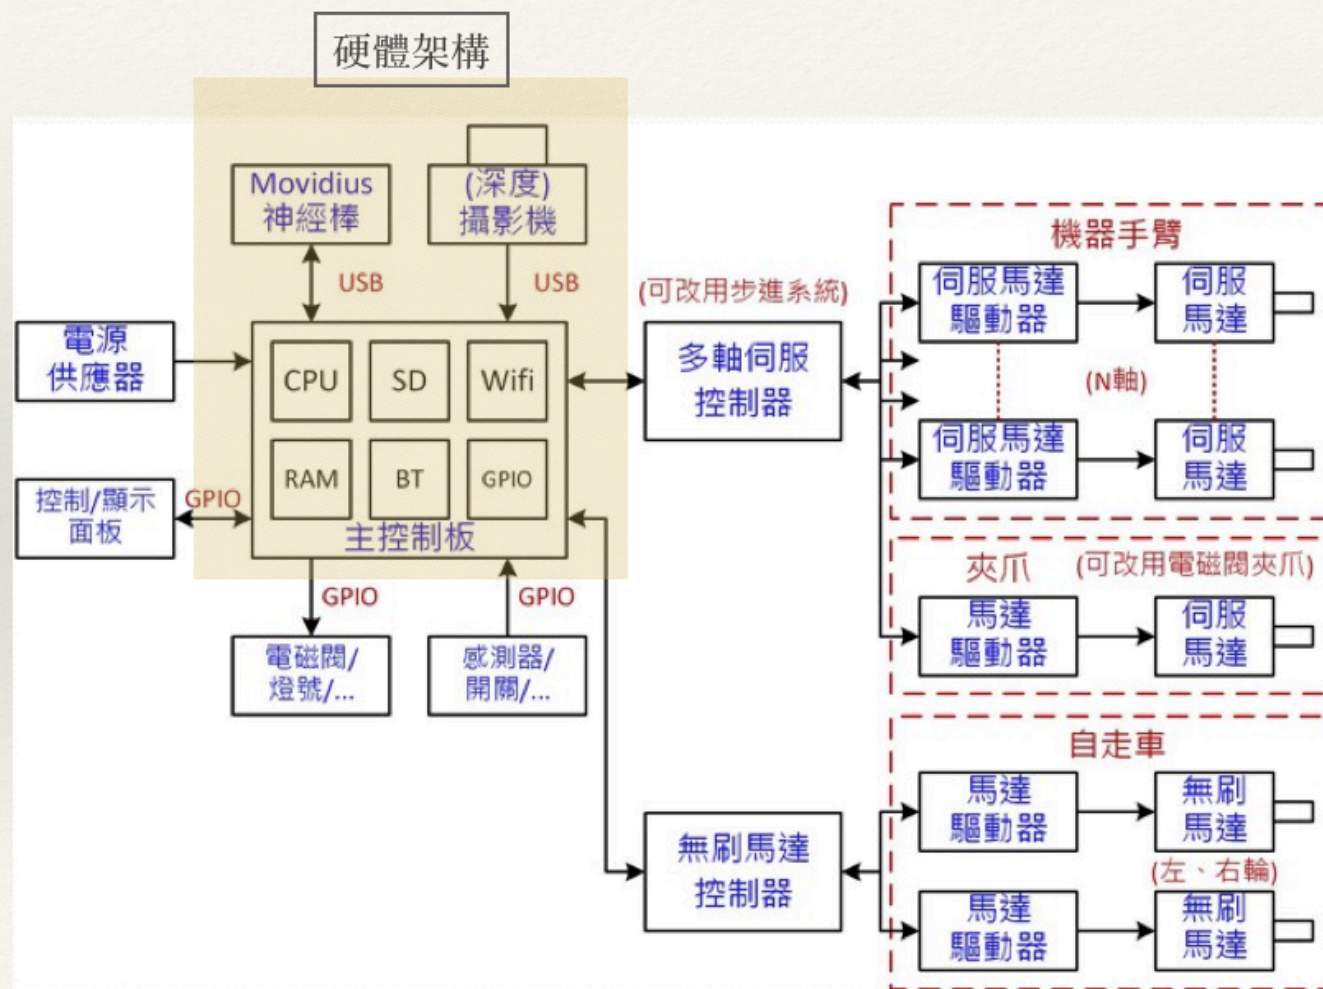 硬體架構
Movidius
神經棒
(深度)
攝影機
USB
USB
電源
供應器
CPU
SD
Wifi
RAM
BT
GPIO
主控制板
控制/顯示
面板
GPIO
GPIO
GPIO
電磁閥/
燈號/...
感測器/
開關/...
(可改用步進系統)
多軸伺服
控制器
機器手臂
伺服馬達
驅動器
伺服
馬達
(N軸)
伺服馬達
驅動器
伺服
馬達
夾爪
(可改用電磁閥夾爪)
馬達
驅動器
伺服
馬達
無刷馬達
控制器
自走車
馬達
驅動器
無刷
馬達
(左、右輪)
馬達
驅動器
無刷
馬達